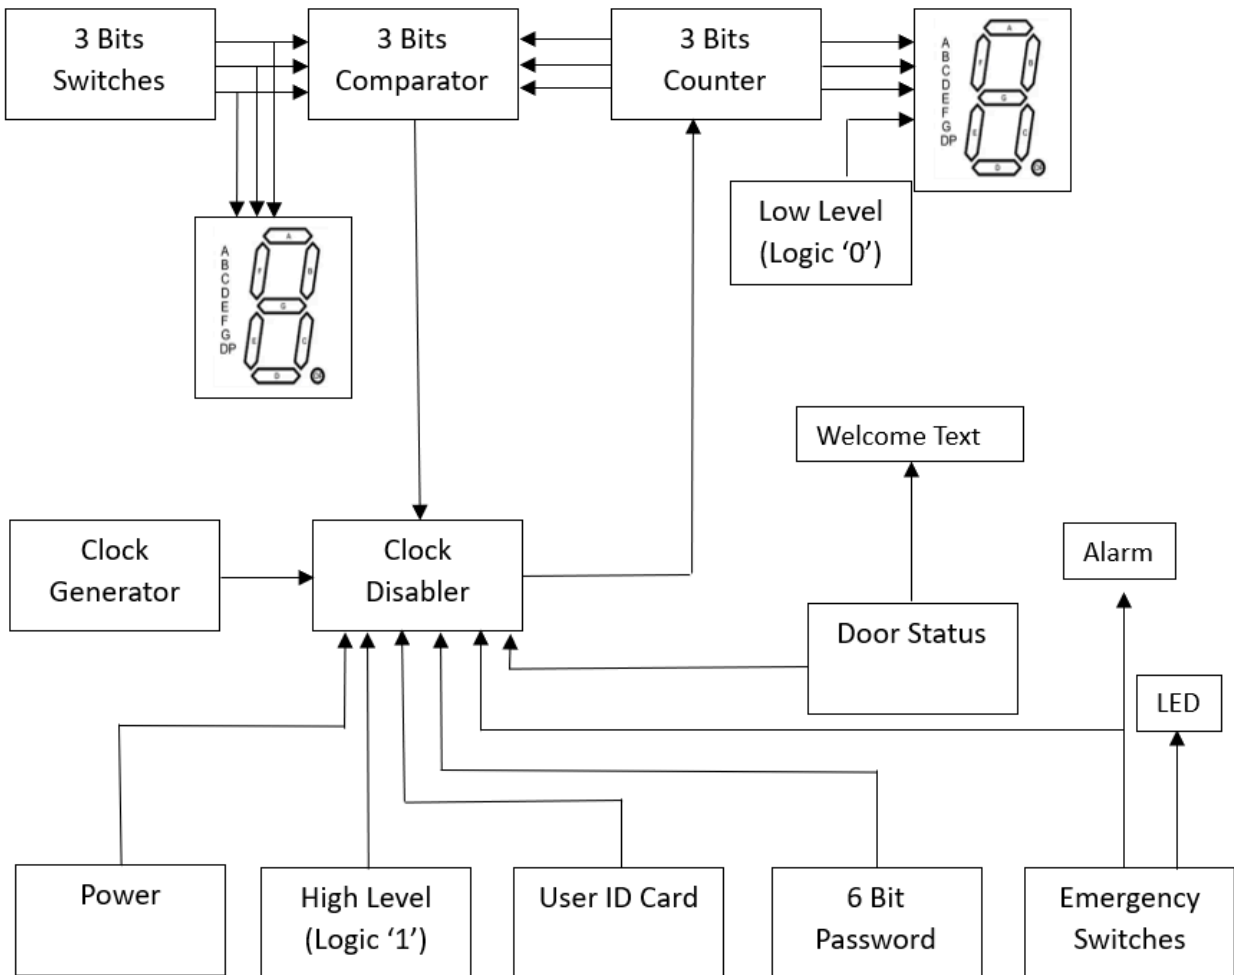 3 Bits
Switches
3 Bits
Comparator
3 Bits
Counter
A
B
C
D
E
F
G
DP
A
F
B
G
E
C
D
Low Level
(Logic ‘0’)
A
B
C
D
E
F
G
DP
A
F
B
G
E
C
D
Welcome Text
Clock
Generator
Clock
Disabler
Alarm
Door Status
LED
Power
High Level
(Logic ‘1’)
User ID Card
6 Bit
Password
Emergency
Switches